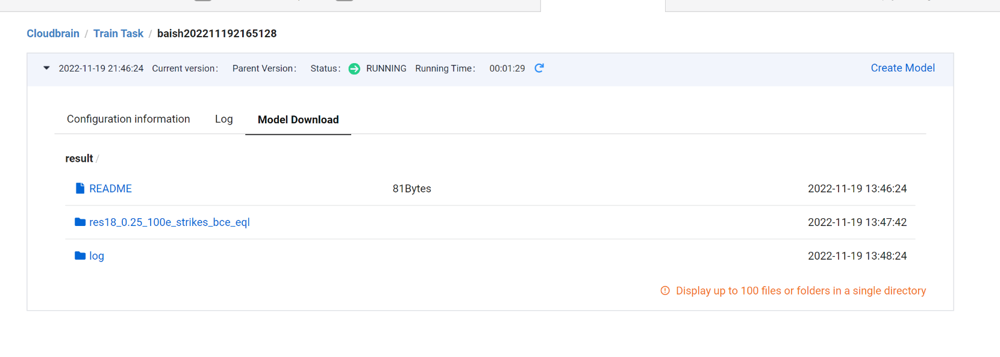 Cloudbrain / Train Task / baish202211192165128
2022-11-19 21:46:24 Current version: Parent Version: Status: RUNNING Running Time: 00:01:29 Create Model
Configuration information Log Model Download
result /
README 81Bytes 2022-11-19 13:46:24
res18_0.25_100e_strikes_bce_eql 2022-11-19 13:47:42
log 2022-11-19 13:48:24
Display up to 100 files or folders in a single directory